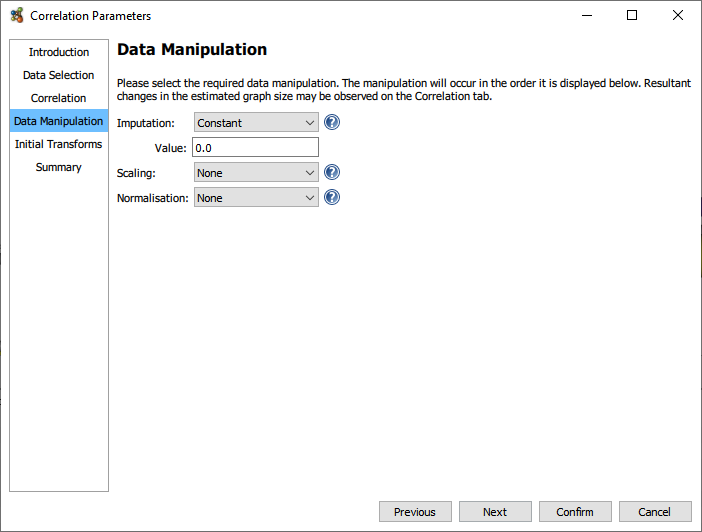 Correlation Parameters
Introduction
Data Selection
Correlation
Data Manipulation
Initial Transforms
Summary
Data Manipulation
Please select the required data manipulation. The manipulation will occur in the order it is displayed below. Resultant
changes in the estimated graph size may be observed on the Correlation tab.
Imputation: Constant ?
Value: 0.0
Scaling: None ?
Normalisation: None ?
Previous Next Confirm Cancel